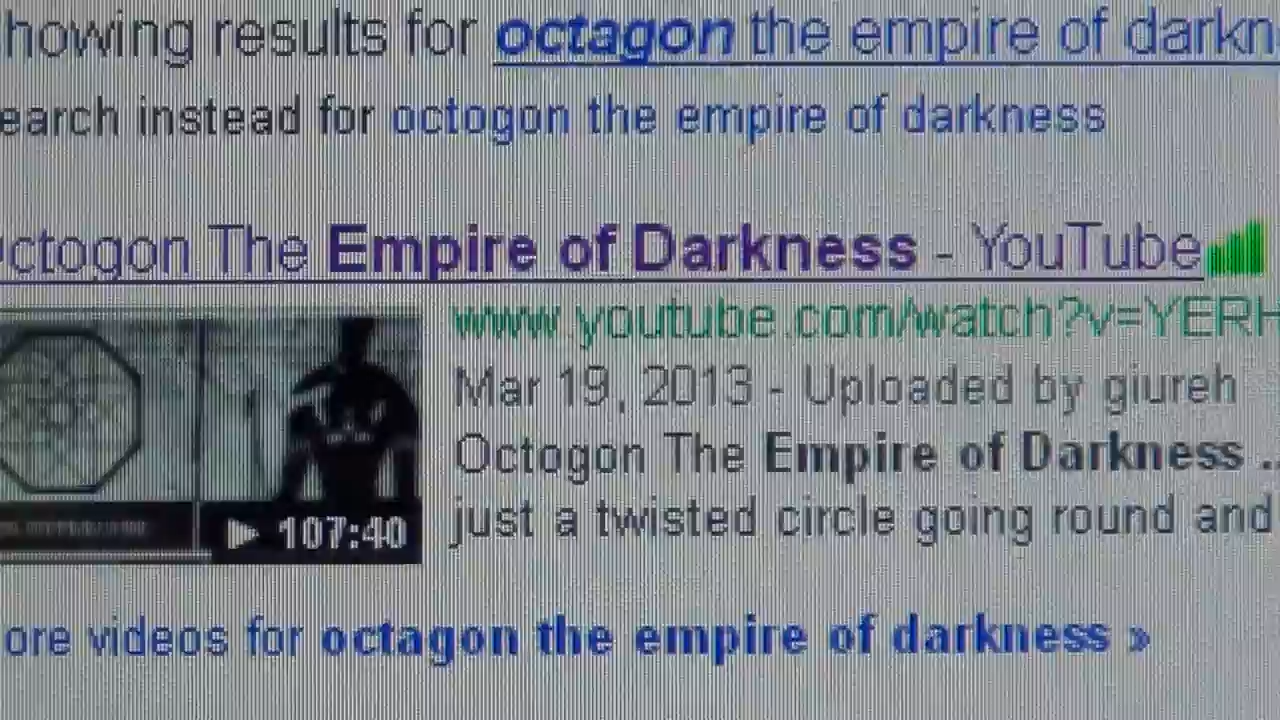 howing results for octagon the empire of darkn
earch instead for octogon the empire of darkness
ctogon The Empire of Darkness - YouTube
www.youtube.com/watch?v=YERH
Mar 19, 2013 - Uploaded by giureh
Octogon The Empire of Darkness ..
just a twisted circle going round and
107:40
ore videos for octagon the empire of darkness »